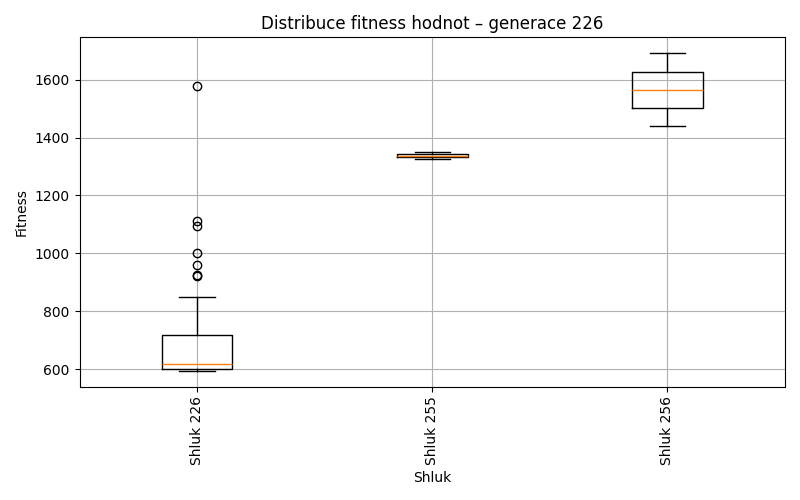 Distribuce fitness hodnot – generace 226
Fitness
1600
1400
1200
1000
800
600
Shluk 226
Shluk 255
Shluk 256
Shluk